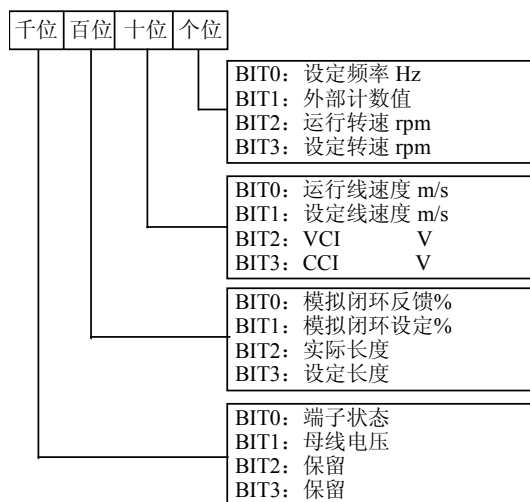 千位 百位 十位 个位
BIT0：设定频率 Hz
BIT1：外部计数值
BIT2：运行转速 rpm
BIT3：设定转速 rpm
BIT0：运行线速度 m/s
BIT1：设定线速度 m/s
BIT2：VCI V
BIT3：CCI V
BIT0：模拟闭环反馈%
BIT1：模拟闭环设定%
BIT2：实际长度
BIT3：设定长度
BIT0：端子状态
BIT1：母线电压
BIT2：保留
BIT3：保留